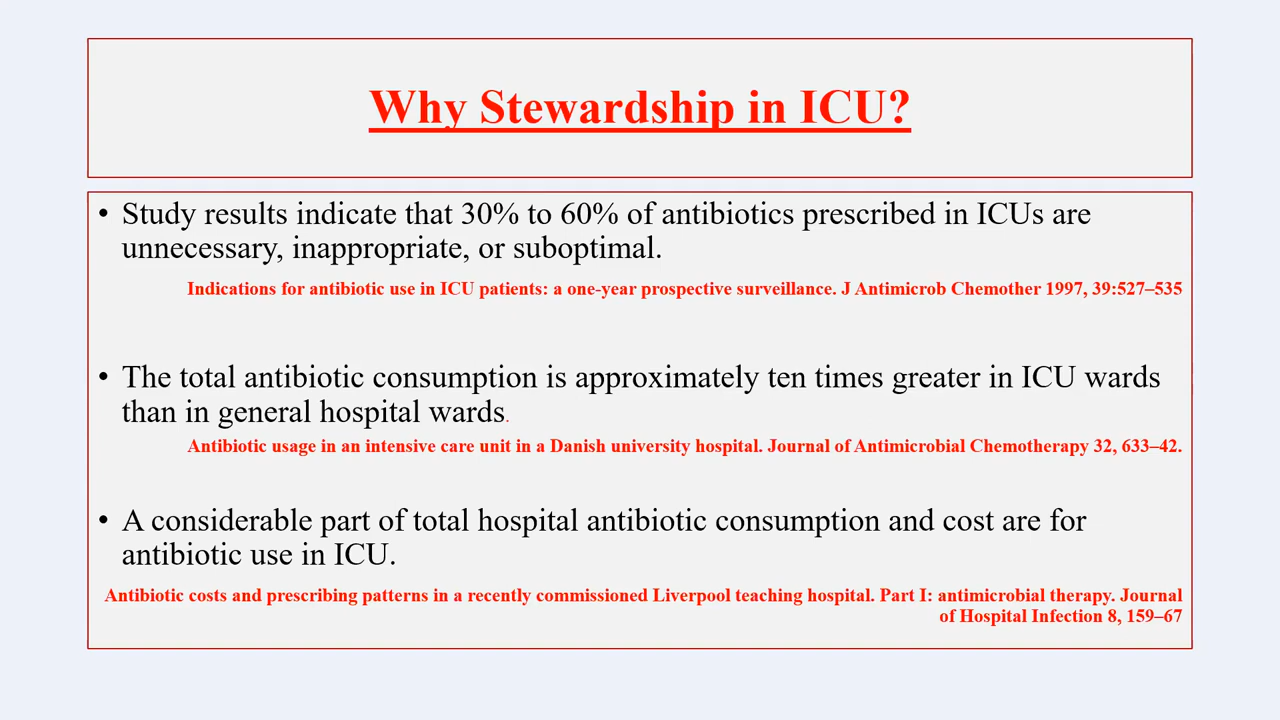 Why Stewardship in ICU?
• Study results indicate that 30% to 60% of antibiotics prescribed in ICUs are
unnecessary, inappropriate, or suboptimal.
Indications for antibiotic use in ICU patients: a one-year prospective surveillance. J Antimicrob Chemother 1997, 39:527–535
• The total antibiotic consumption is approximately ten times greater in ICU wards
than in general hospital wards.
Antibiotic usage in an intensive care unit in a Danish university hospital. Journal of Antimicrobial Chemotherapy 32, 633–42.
• A considerable part of total hospital antibiotic consumption and cost are for
antibiotic use in ICU.
Antibiotic costs and prescribing patterns in a recently commissioned Liverpool teaching hospital. Part I: antimicrobial therapy. Journal
of Hospital Infection 8, 159–67